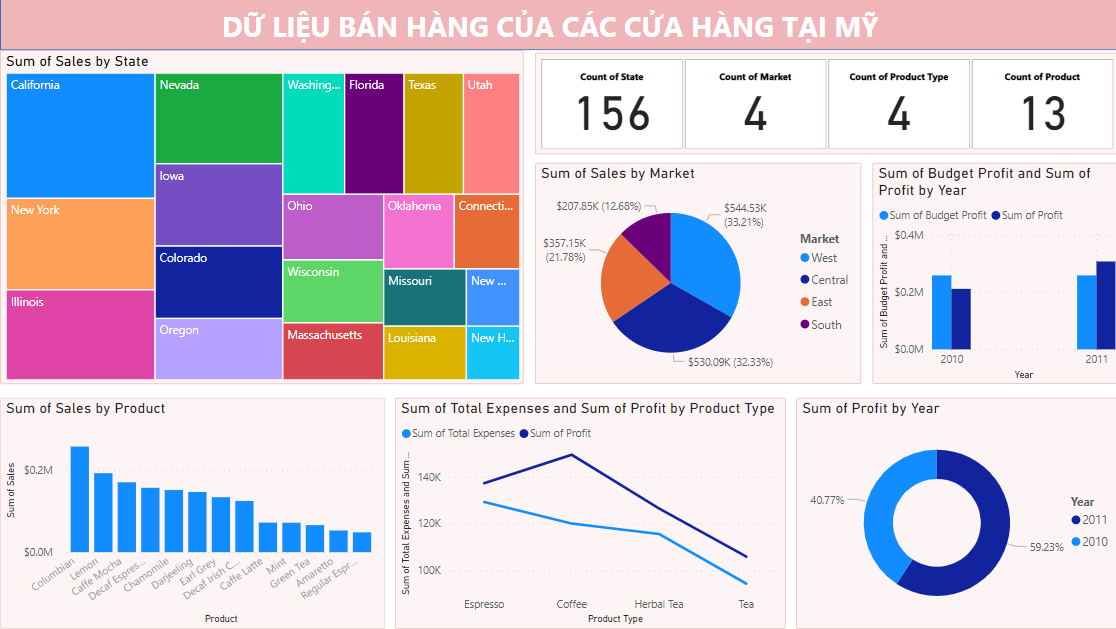 DỮ LIỆU BÁN HÀNG CỦA CÁC CỬA HÀNG TẠI MỸ
Sum of Sales by State
California
Nevada
Washing...
Florida
Texas
Utah
New York
Iowa
Ohio
Oklahoma
Connecti...
Illinois
Colorado
Wisconsin
Missouri
New ...
Oregon
Massachusetts
Louisiana
New H...
Count of State
156
Count of Market
4
Count of Product Type
4
Count of Product
13
Sum of Sales by Market
$207.85K (12.68%)
$544.53K
(33.21%)
$357.15K
(21.78%)
$530.09K (32.33%)
Market
West
Central
East
South
Sum of Budget Profit and Sum of
Profit by Year
Sum of Budget Profit
Sum of Profit
Sum of Budget Profit and ...
$0.4M
$0.2M
$0.0M
2010
2011
Year
Sum of Sales by Product
Sum of Sales
$0.2M
$0.0M
Columbian
Lemon
Caffe Mocha
Decaf Espres...
Chamomile
Darjeeling
Earl Grey
Decaf Irish C...
Caffe Latte
Mint
Green Tea
Amaretto
Regular Espr...
Product
Sum of Total Expenses and Sum of Profit by Product Type
Sum of Total Expenses
Sum of Profit
Sum of Total Expenses and Sum ...
140K
120K
100K
Espresso
Coffee
Herbal Tea
Tea
Product Type
Sum of Profit by Year
40.77%
59.23%
Year
2011
2010